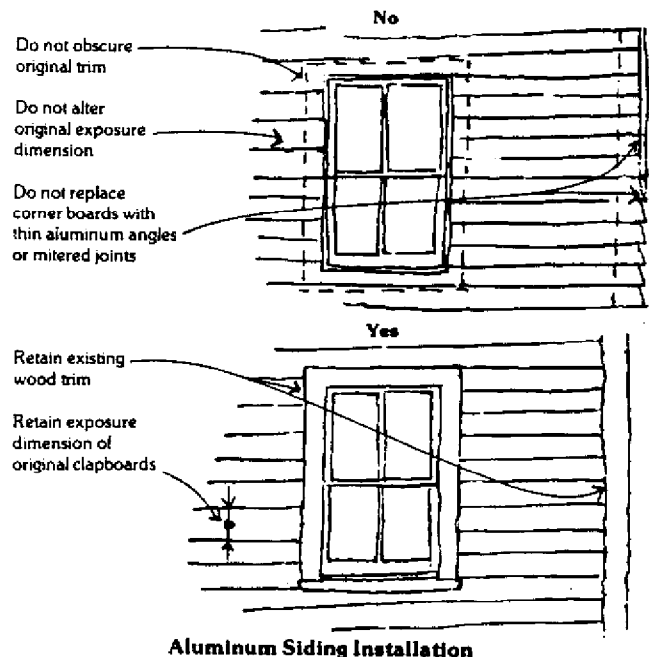 No
Do not obscure
original trim
Do not alter
original exposure
dimension
Do not replace
corner boards with
thin aluminum angles
or mitered joints
Yes
Retain existing
wood trim
Retain exposure
dimension of
original clapboards
Aluminum Siding Installation